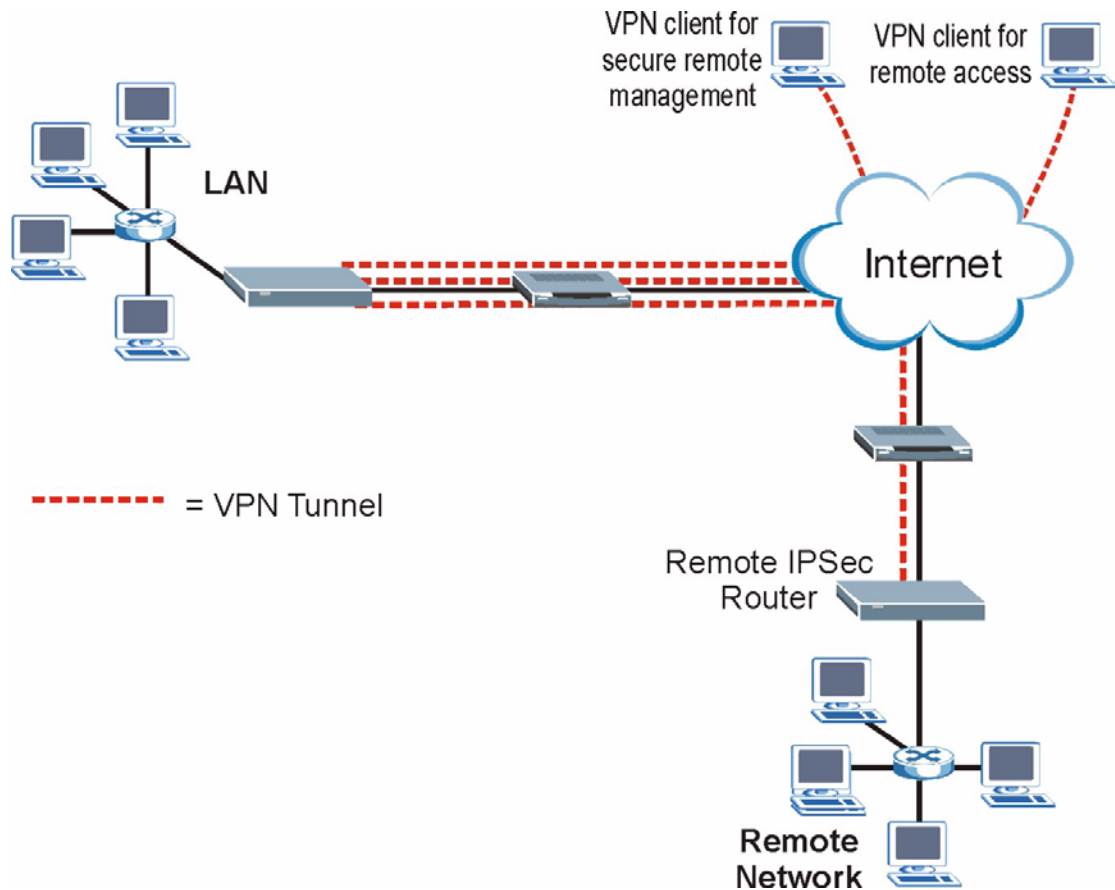 VPN client for
secure remote
management
VPN client for
remote access
LAN
Internet
= VPN Tunnel
Remote IPSec
Router
Remote
Network